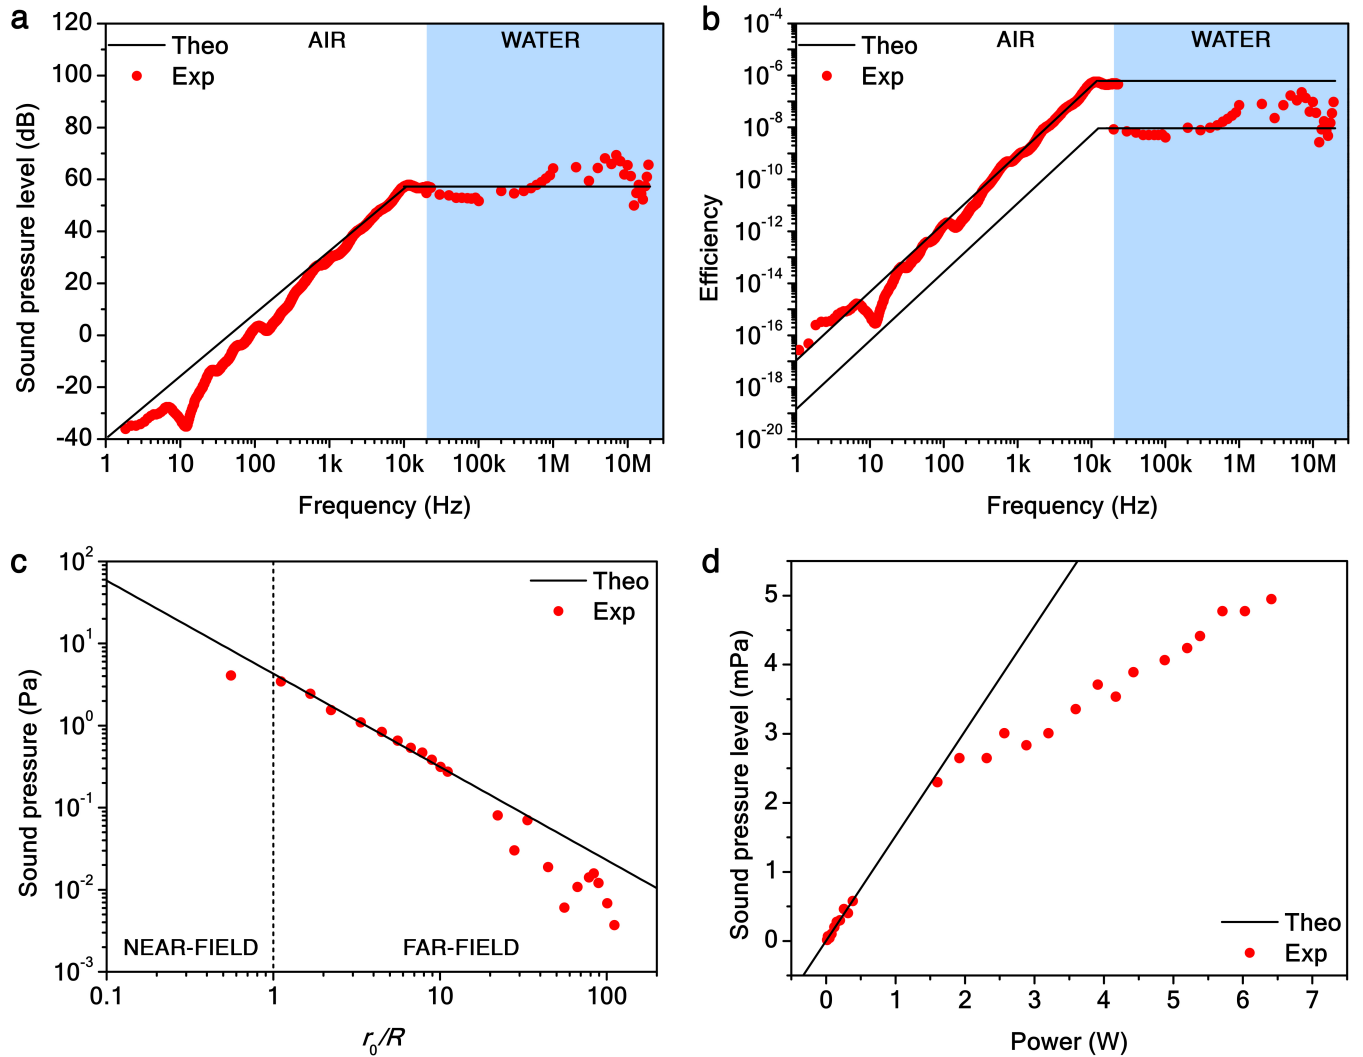 a
120
100
80
60
40
20
0
-20
-40
Sound pressure level (dB)
Theo
Exp
AIR
WATER
1 10 100 1k 10k 100k 1M 10M
Frequency (Hz)
b
10⁻⁴
10⁻⁶
10⁻⁸
10⁻¹⁰
10⁻¹²
10⁻¹⁴
10⁻¹⁶
10⁻¹⁸
10⁻²⁰
Efficiency
Theo
Exp
AIR
WATER
1 10 100 1k 10k 100k 1M 10M
Frequency (Hz)
c
10²
10¹
10⁰
10⁻¹
10⁻²
10⁻³
Sound pressure (Pa)
Theo
Exp
NEAR-FIELD
FAR-FIELD
0.1 1 10 100
r₀/R
d
5
4
3
2
1
0
Sound pressure level (mPa)
Theo
Exp
0 1 2 3 4 5 6 7
Power (W)